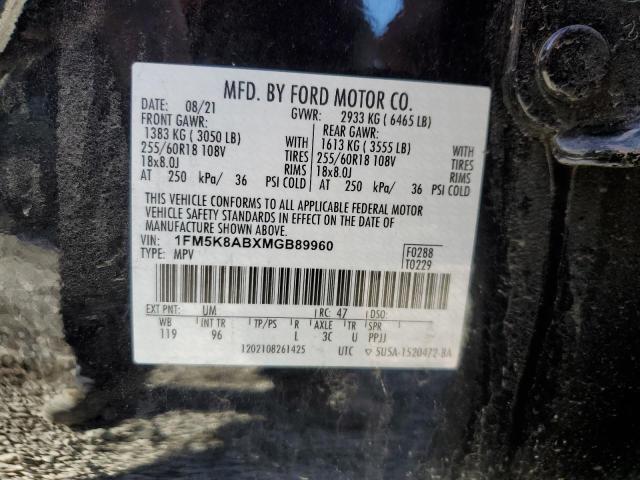 MFD. BY FORD MOTOR CO.
DATE: 08/21 GVWR: 2933 KG ( 6465 LB)
FRONT GAWR: REAR GAWR:
1383 KG ( 3050 LB) WITH 1613 KG ( 3555 LB) WITH
255/60R18 108V TIRES 255/60R18 108V TIRES
18x8.0J RIMS 18x8.0J RIMS
AT 250 kPa/ 36 PSI COLD AT 250 kPa/ 36 PSI COLD
THIS VEHICLE CONFORMS TO ALL APPLICABLE FEDERAL MOTOR
VEHICLE SAFETY STANDARDS IN EFFECT ON THE DATE OF
MANUFACTURE SHOWN ABOVE.
VIN: 1FM5K8ABXMGB89960 F0288
TYPE: MPV T0229
EXT PNT: UM RC: 47 DSO:
WB INT TR TP/PS R AXLE TR SPR
119 96 L 3C U PPJJ
1202108261425 UTC ▽ 5U5A-1520472-BA